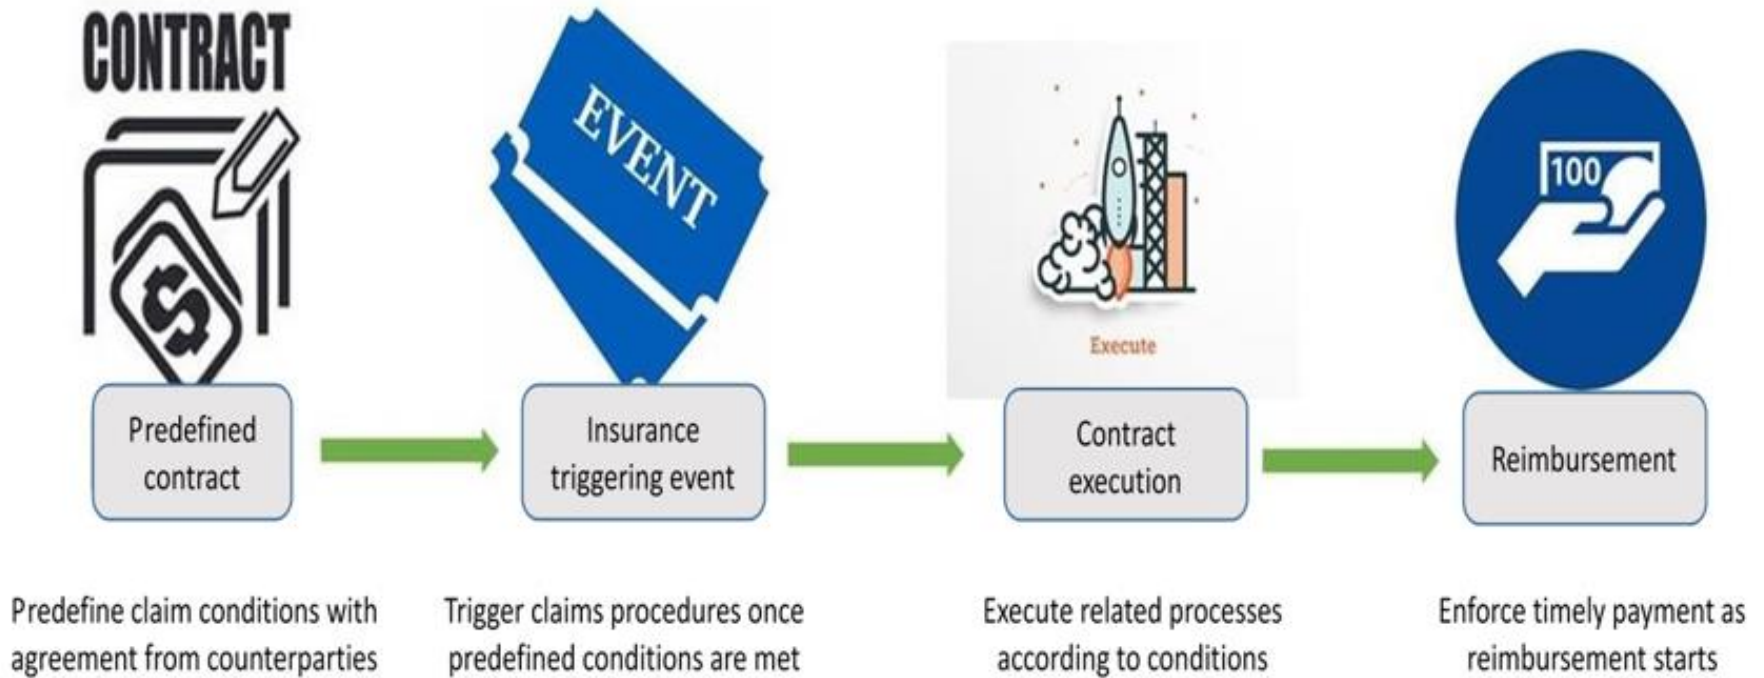 CONTRACT
$
Predefined
contract
Predefine claim conditions with
agreement from counterparties
EVENT
Insurance
triggering event
Trigger claims procedures once
predefined conditions are met
Execute
Contract
execution
Execute related processes
according to conditions
100
Reimbursement
Enforce timely payment as
reimbursement starts